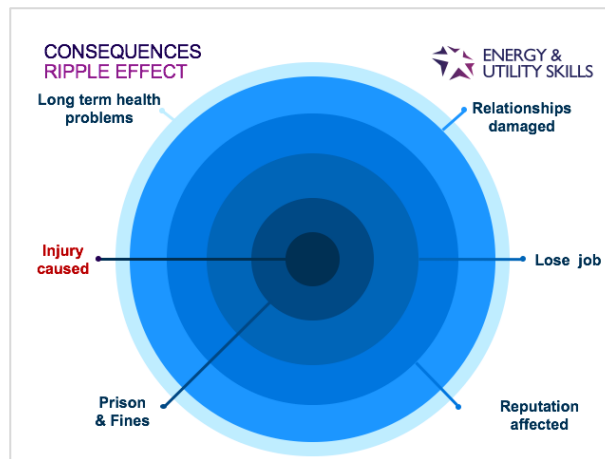 CONSEQUENCES
RIPPLE EFFECT
ENERGY &
UTILITY SKILLS
Long term health
problems
Relationships
damaged
Injury
caused
Lose job
Prison
& Fines
Reputation
affected